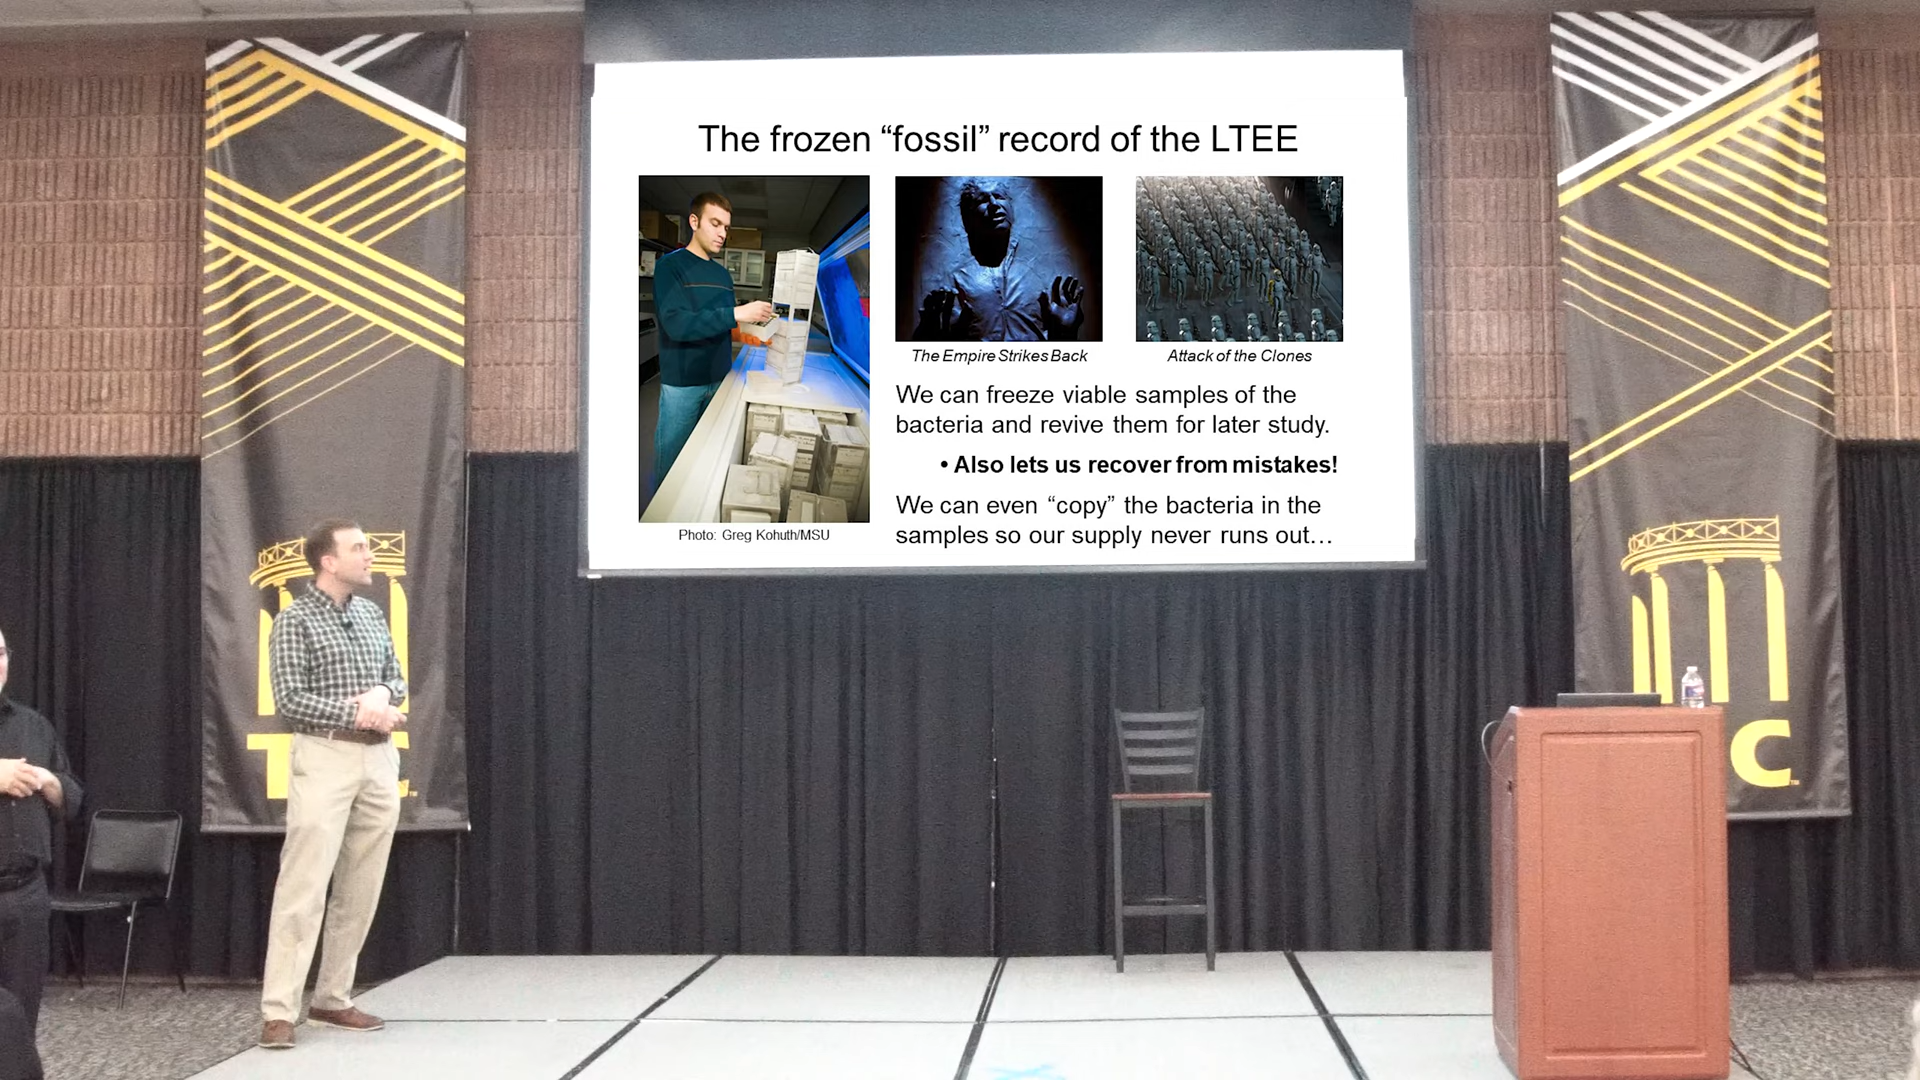 The frozen “fossil” record of the LTEE
The Empire Strikes Back
Attack of the Clones
We can freeze viable samples of the
bacteria and revive them for later study.
• Also lets us recover from mistakes!
We can even “copy” the bacteria in the
samples so our supply never runs out…
Photo: Greg Kohuth/MSU
T C
™
C
™